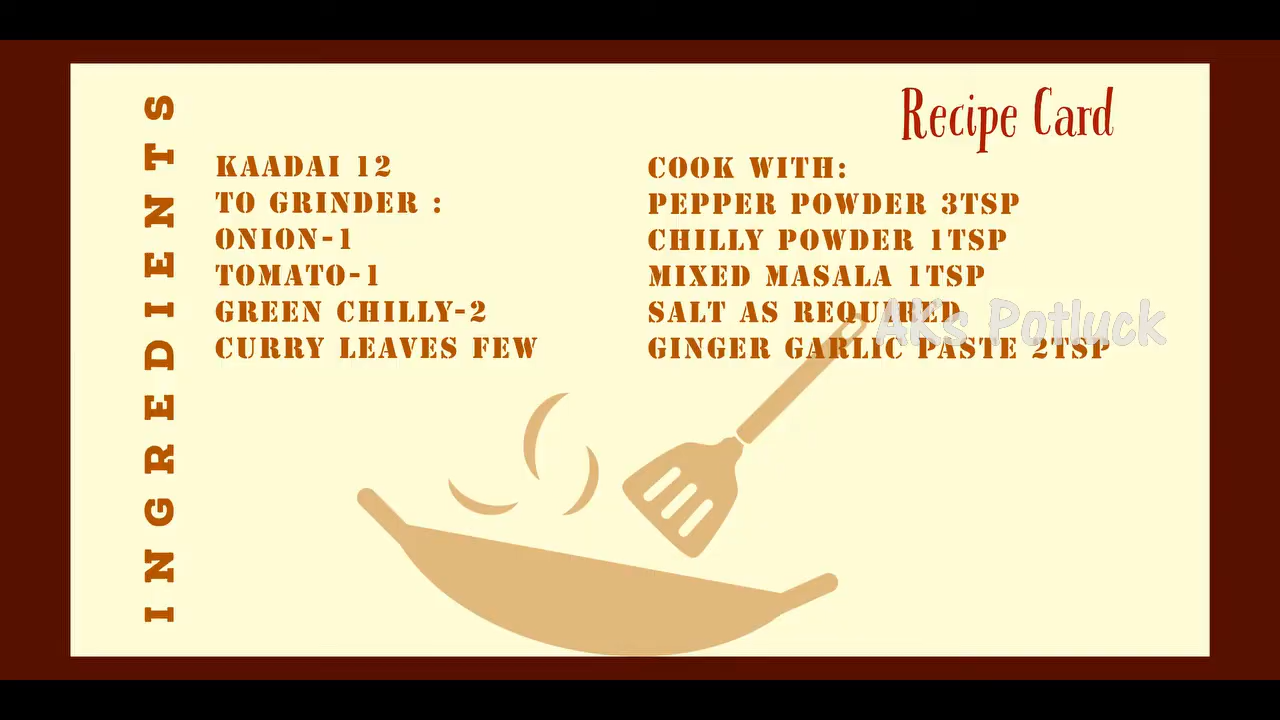 Recipe Card
INGREDIENTS
KAADAI 12
TO GRINDER :
ONION-1
TOMATO-1
GREEN CHILLY-2
CURRY LEAVES FEW
COOK WITH:
PEPPER POWDER 3TSP
CHILLY POWDER 1TSP
MIXED MASALA 1TSP
SALT AS REQUIRED
GINGER GARLIC PASTE 2TSP
AKs Potluck